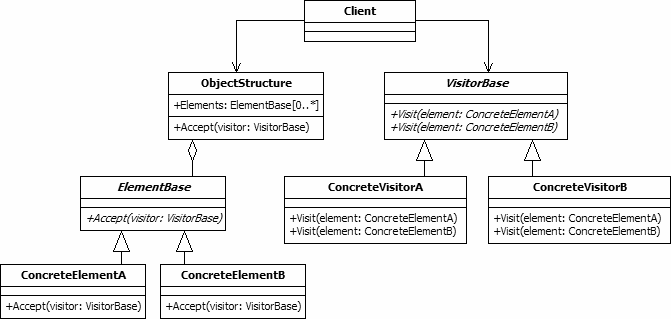 Client
ObjectStructure
+Elements: ElementBase[0..*]
+Accept(visitor: VisitorBase)
VisitorBase
+Visit(element: ConcreteElementA)
+Visit(element: ConcreteElementB)
ElementBase
+Accept(visitor: VisitorBase)
ConcreteVisitorA
+Visit(element: ConcreteElementA)
+Visit(element: ConcreteElementB)
ConcreteVisitorB
+Visit(element: ConcreteElementA)
+Visit(element: ConcreteElementB)
ConcreteElementA
+Accept(visitor: VisitorBase)
ConcreteElementB
+Accept(visitor: VisitorBase)